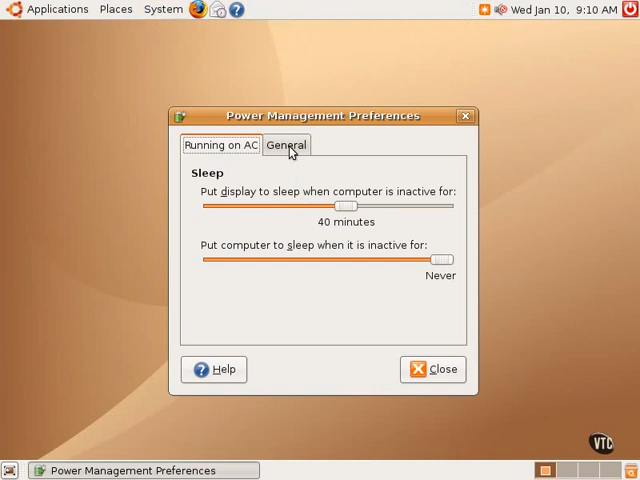 Applications Places System Wed Jan 10, 9:10 AM
Power Management Preferences
Running on AC General
Sleep
Put display to sleep when computer is inactive for:
40 minutes
Put computer to sleep when it is inactive for:
Never
Help Close
VTC
Power Management Preferences